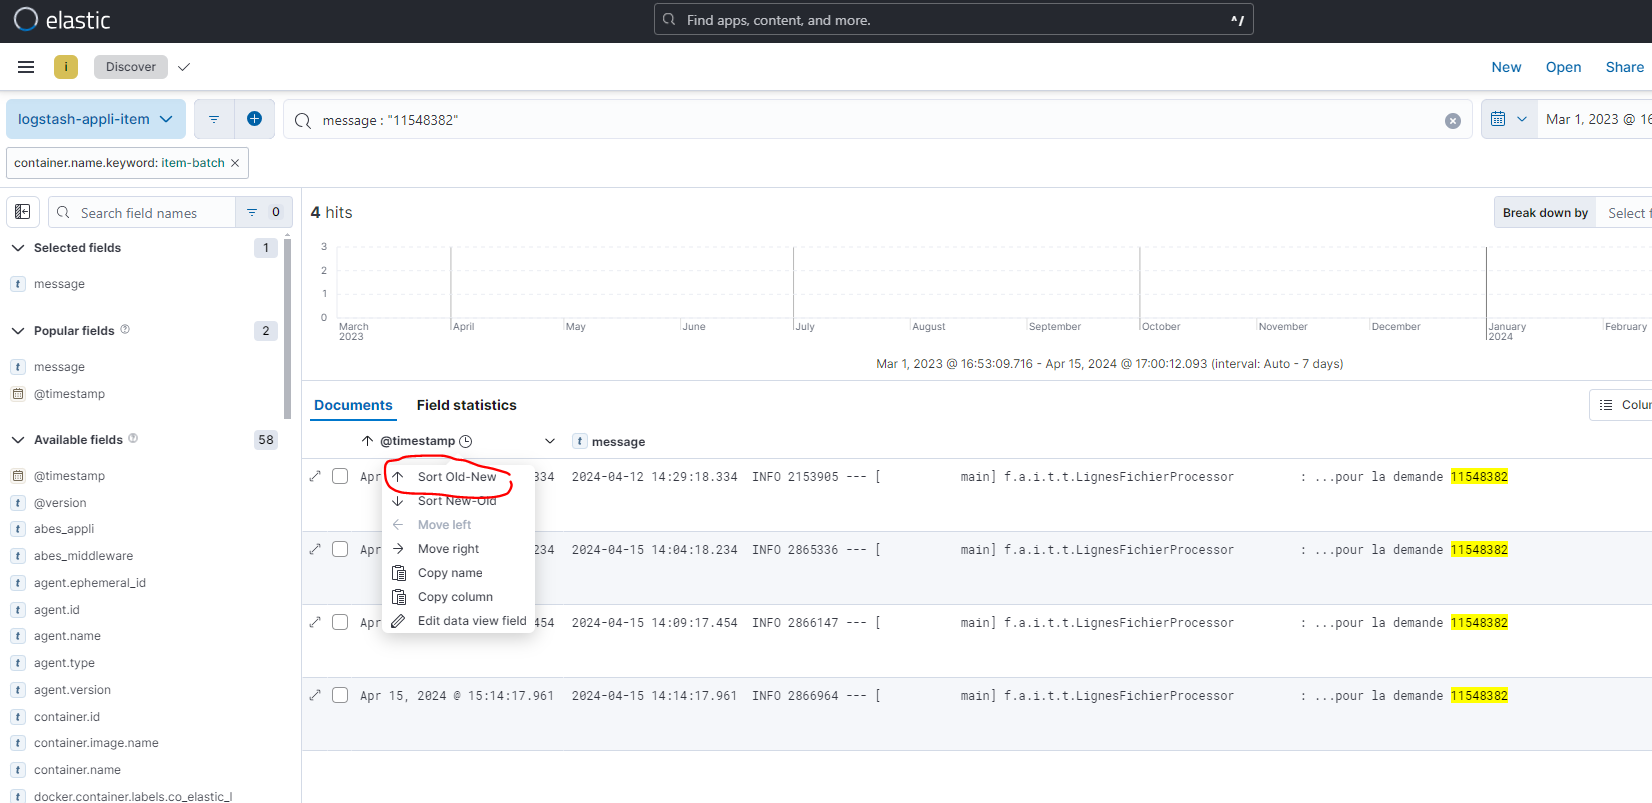 elastic
Find apps, content, and more.
^/
i
Discover
New
Open
Share
logstash-appli-item
message : "11548382"
Mar 1, 2023 @ 16
container.name.keyword: item-batch ×
Search field names
0
4 hits
Break down by
Select f
Selected fields
1
t message
Popular fields
2
t message
@timestamp
Available fields
58
@timestamp
t @version
t abes_appli
t abes_middleware
t agent.ephemeral_id
t agent.id
t agent.name
t agent.type
t agent.version
t container.id
t container.image.name
t container.name
t docker.container.labels.co_elastic_l
3
2
1
0
March 2023
April
May
June
July
August
September
October
November
December
January 2024
February
Mar 1, 2023 @ 16:53:09.716 - Apr 15, 2024 @ 17:00:12.093 (interval: Auto - 7 days)
Documents
Field statistics
Colu
@timestamp
t message
Apr
334 2024-04-12 14:29:18.334 INFO 2153905 --- [ main] f.a.i.t.t.LignesFichierProcessor : ...pour la demande 11548382
Apr
234 2024-04-15 14:04:18.234 INFO 2865336 --- [ main] f.a.i.t.t.LignesFichierProcessor : ...pour la demande 11548382
Apr
454 2024-04-15 14:09:17.454 INFO 2866147 --- [ main] f.a.i.t.t.LignesFichierProcessor : ...pour la demande 11548382
Apr 15, 2024 @ 15:14:17.961 2024-04-15 14:14:17.961 INFO 2866964 --- [ main] f.a.i.t.t.LignesFichierProcessor : ...pour la demande 11548382
Sort Old-New
Sort New-Old
Move left
Move right
Copy name
Copy column
Edit data view field